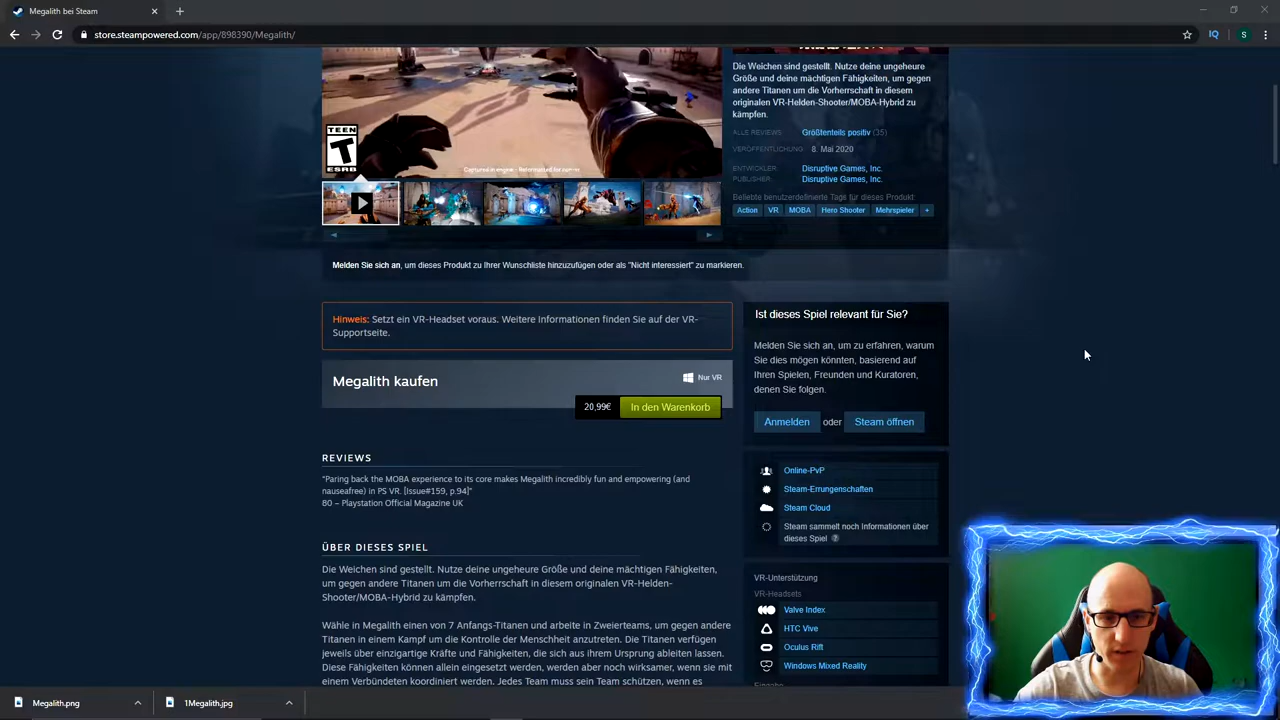 Megalith bei Steam
store.steampowered.com/app/898390/Megalith/
S
TEEN
T
ESRB
Die Weichen sind gestellt. Nutze deine ungeheure
Größe und deine mächtigen Fähigkeiten, um gegen
andere Titanen um die Vorherrschaft in diesem
originalen VR-Helden-Shooter/MOBA-Hybrid zu
kämpfen.
ALLE REVIEWS: Größtenteils positiv (35)
VERÖFFENTLICHUNG: 8. Mai 2020
ENTWICKLER: Disruptive Games, Inc.
PUBLISHER: Disruptive Games, Inc.
Beliebte benutzerdefinierte Tags für dieses Produkt:
Action VR MOBA Hero Shooter Mehrspieler +
Melden Sie sich an, um dieses Produkt zu Ihrer Wunschliste hinzuzufügen oder als "Nicht interessiert" zu markieren.
Hinweis: Setzt ein VR-Headset voraus. Weitere Informationen finden Sie auf der VR-
Supportseite.
Megalith kaufen
Nur VR
20,99€ In den Warenkorb
REVIEWS
"Paring back the MOBA experience to its core makes Megalith incredibly fun and empowering (and
nauseafree) in PS VR. [Issue#159, p.94]"
80 – Playstation Official Magazine UK
ÜBER DIESES SPIEL
Die Weichen sind gestellt. Nutze deine ungeheure Größe und deine mächtigen Fähigkeiten,
um gegen andere Titanen um die Vorherrschaft in diesem originalen VR-Helden-
Shooter/MOBA-Hybrid zu kämpfen.
Wähle in Megalith einen von 7 Anfangs-Titanen und arbeite in Zweierteams, um gegen andere
Titanen in einem Kampf um die Kontrolle der Menschheit anzutreten. Die Titanen verfügen
jeweils über einzigartige Kräfte und Fähigkeiten, die sich aus ihrem Ursprung ableiten lassen.
Diese Fähigkeiten können allein eingesetzt werden, werden aber noch wirksamer, wenn sie mit
einem Verbündeten koordiniert werden. Jedes Team muss sein Team schützen, wenn es
Ist dieses Spiel relevant für Sie?
Melden Sie sich an, um zu erfahren, warum
Sie dies mögen könnten, basierend auf
Ihren Spielen, Freunden und Kuratoren,
denen Sie folgen.
Anmelden oder Steam öffnen
Online-PvP
Steam-Errungenschaften
Steam Cloud
Steam sammelt noch Informationen über
dieses Spiel ?
VR-Unterstützung
VR-Headsets
Valve Index
HTC Vive
Oculus Rift
Windows Mixed Reality
Eingabe
Megalith.png
1Megalith.jpg